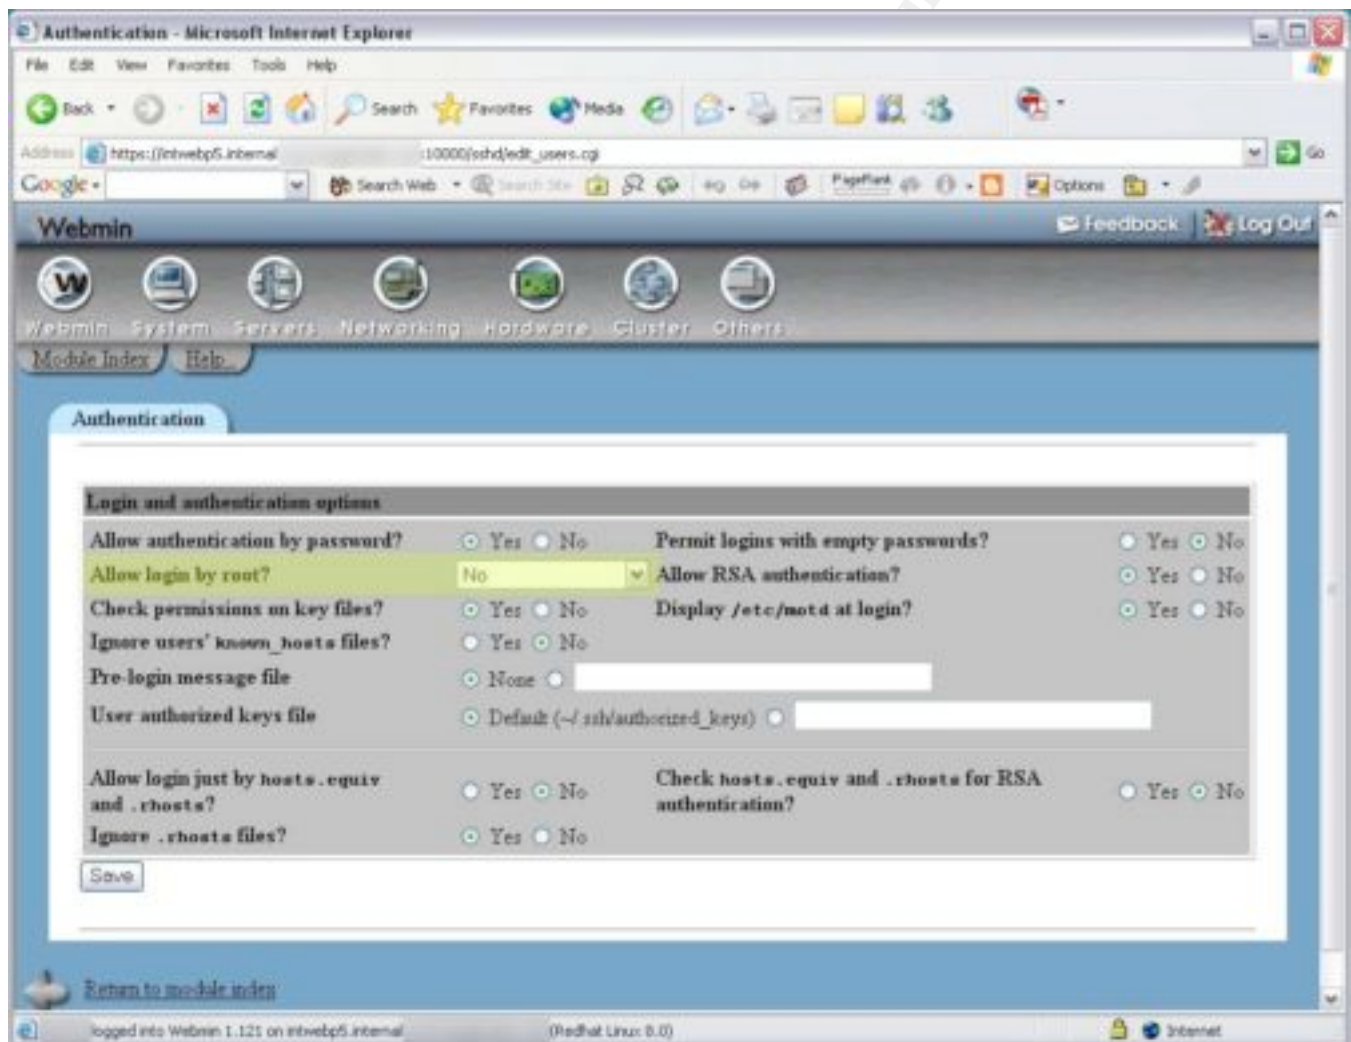 Authentication - Microsoft Internet Explorer
File Edit View Favorites Tools Help
Back Search Favorites Media
Address https://intwebp5.internal :10000/sshd/edit_users.cgi Go
Google Search Web Search Site PageRank Options
Webmin Feedback Log Out
Webmin System Servers Networking Hardware Cluster Others
Module Index Help..
Authentication
Login and authentication options
Allow authentication by password? Yes No Permit logins with empty passwords? Yes No
Allow login by root? No Allow RSA authentication? Yes No
Check permissions on key files? Yes No Display /etc/motd at login? Yes No
Ignore users' known_hosts files? Yes No
Pre-login message file None
User authorized keys file Default (~/.ssh/authorized_keys)
Allow login just by hosts.equiv and .rhosts? Yes No Check hosts.equiv and .rhosts for RSA authentication? Yes No
Ignore .rhosts files? Yes No
Save
Return to module index
logged into Webmin 1.121 on intwebp5.internal (Redhat Linux 8.0) Internet